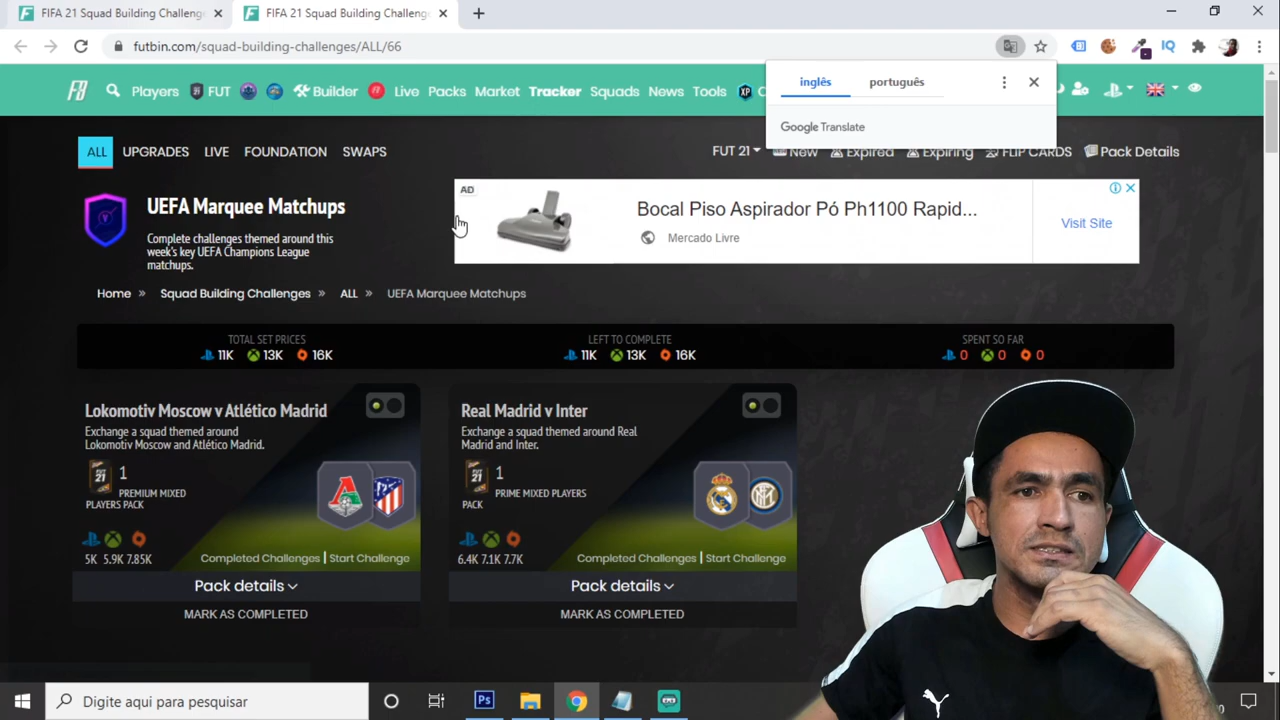 FIFA 21 Squad Building Challenge
FIFA 21 Squad Building Challenge
futbin.com/squad-building-challenges/ALL/66
IQ
inglês
português
Google Translate
F8
Players
FUT
Builder
Live
Packs
Market
Tracker
Squads
News
Tools
XP
ALL
UPGRADES
LIVE
FOUNDATION
SWAPS
FUT 21
New
Expired
Expiring
FLIP CARDS
Pack Details
UEFA Marquee Matchups
Complete challenges themed around this
week's key UEFA Champions League
matchups.
AD
Bocal Piso Aspirador Pó Ph1100 Rapid...
Mercado Livre
Visit Site
Home » Squad Building Challenges » ALL » UEFA Marquee Matchups
TOTAL SET PRICES
11K 13K 16K
LEFT TO COMPLETE
11K 13K 16K
SPENT SO FAR
0 0 0
Lokomotiv Moscow v Atlético Madrid
Exchange a squad themed around
Lokomotiv Moscow and Atlético Madrid.
1
PREMIUM MIXED
PLAYERS PACK
5K 5.9K 7.85K
Completed Challenges | Start Challenge
Pack details
MARK AS COMPLETED
Real Madrid v Inter
Exchange a squad themed around Real
Madrid and Inter.
1
PRIME MIXED PLAYERS
PACK
6.4K 7.1K 7.7K
Completed Challenges | Start Challenge
Pack details
MARK AS COMPLETED
Digite aqui para pesquisar
Ps